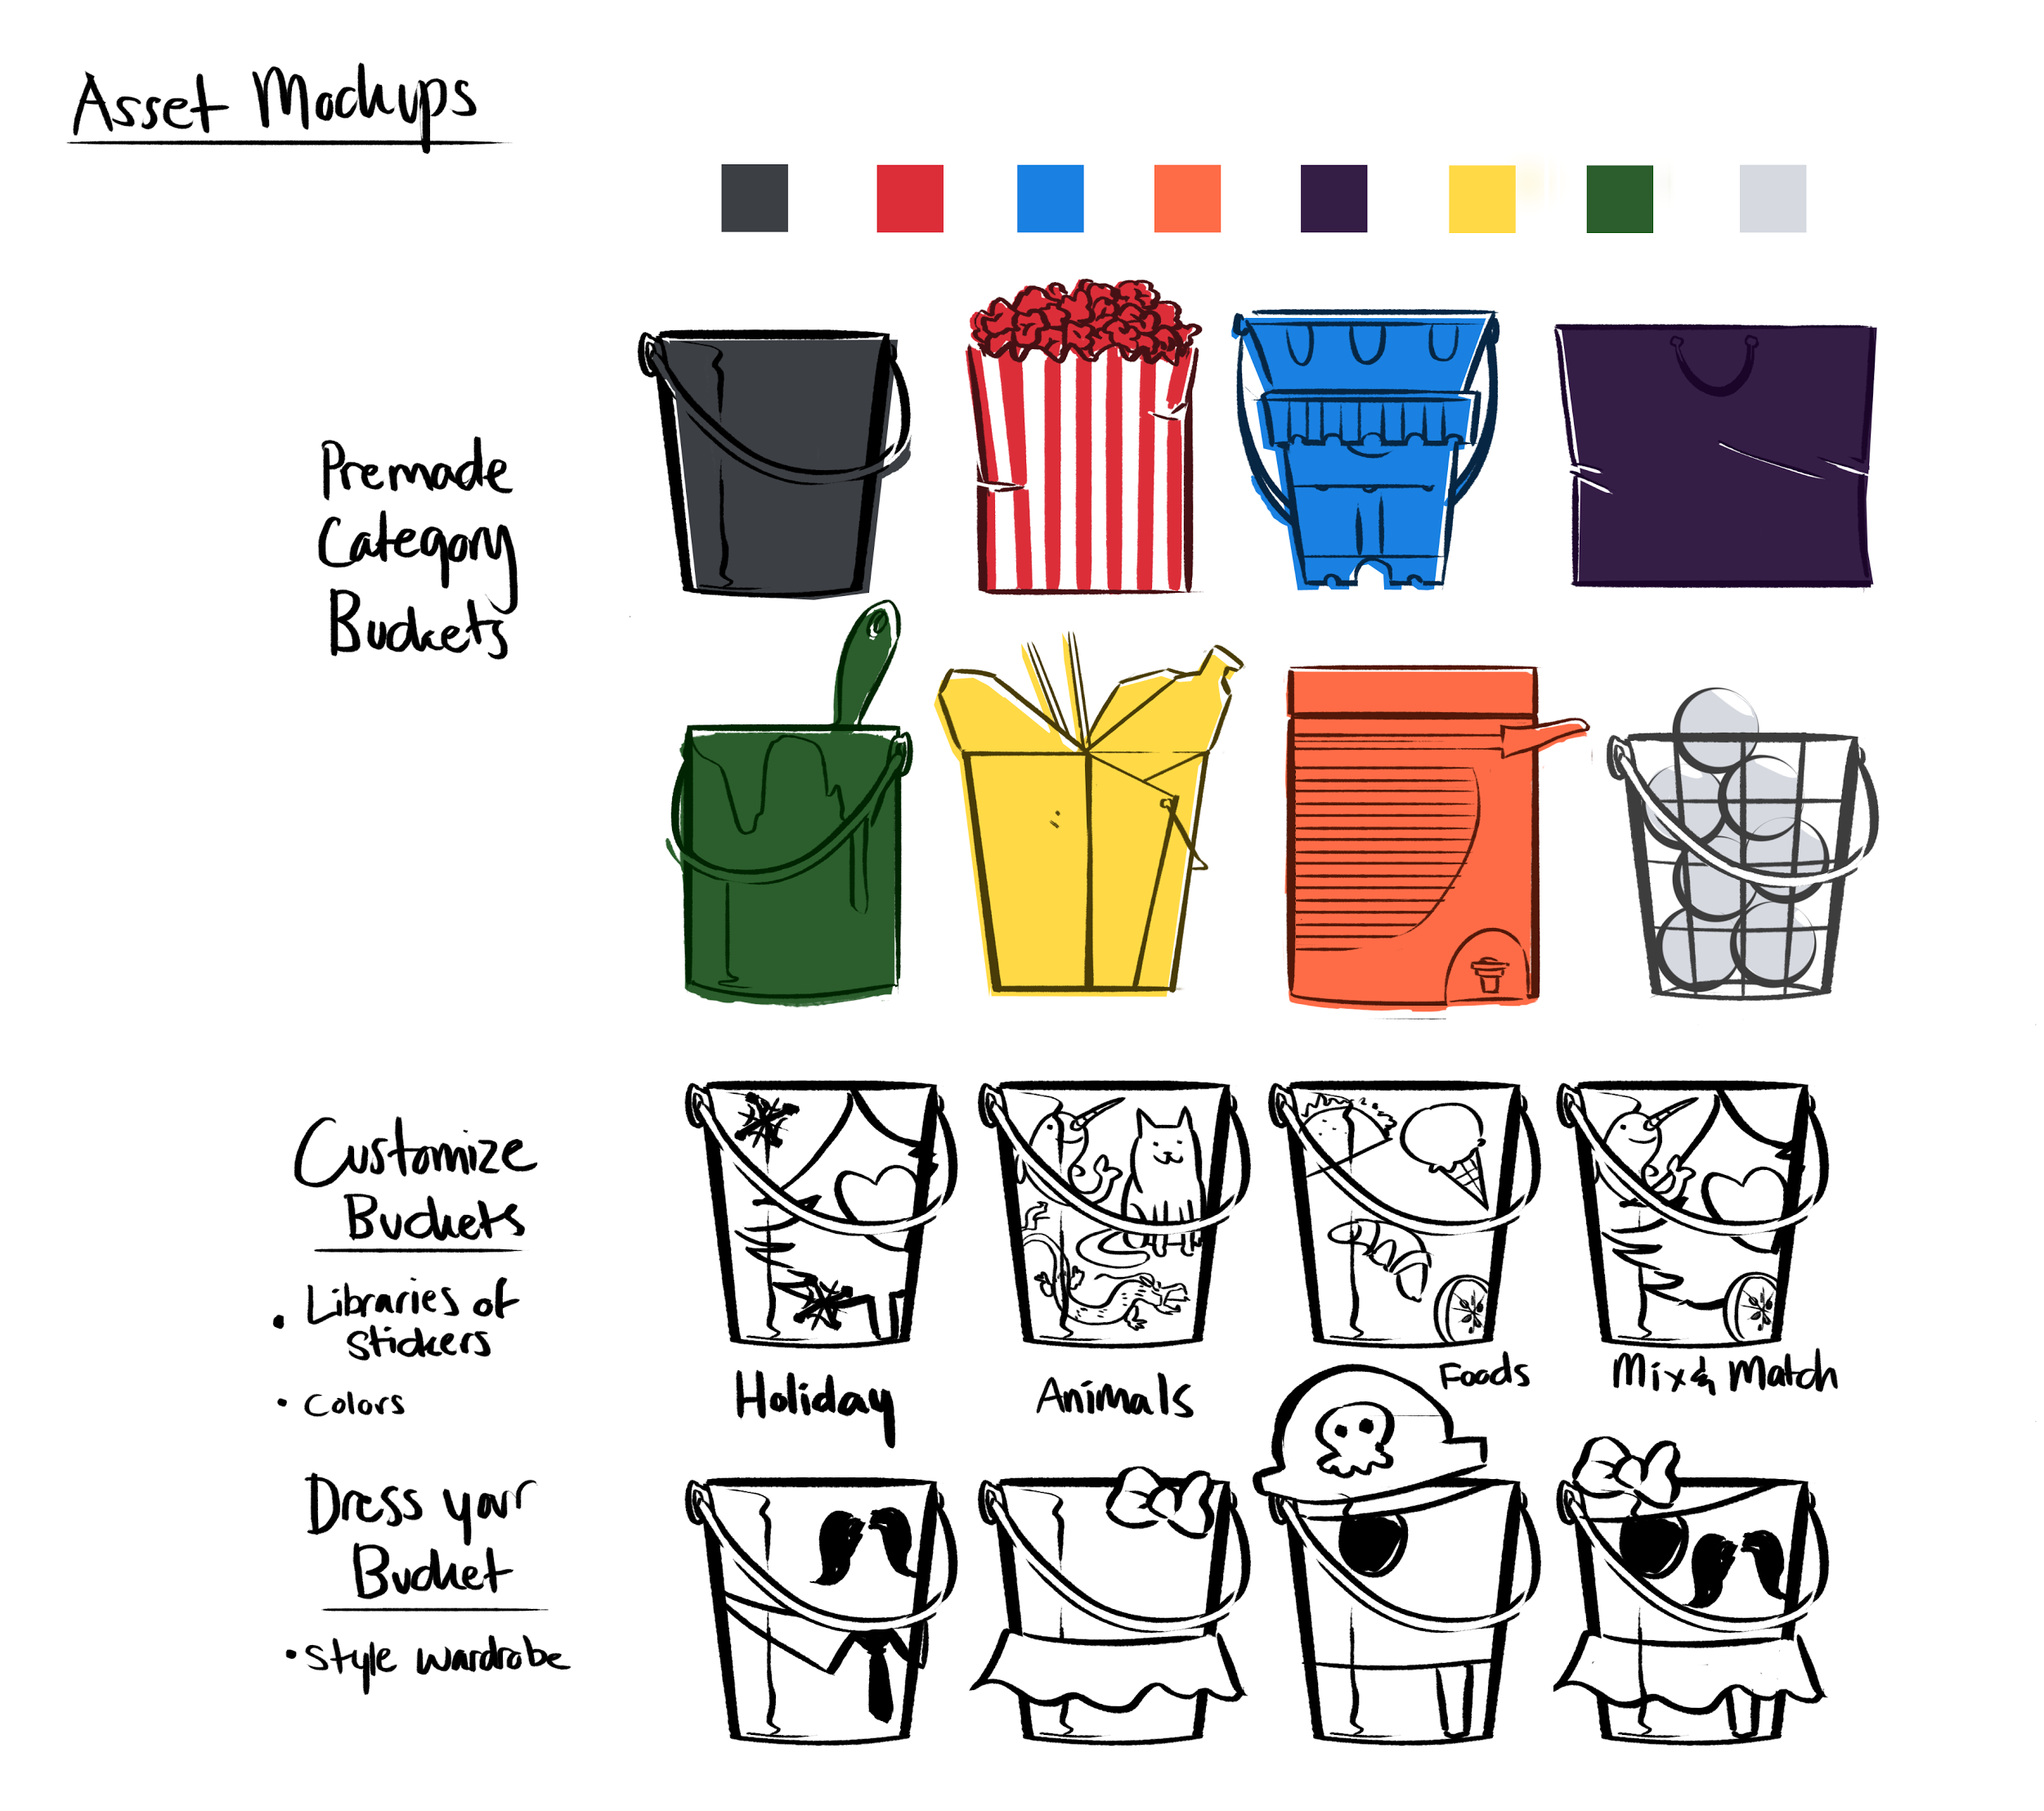 Asset Mockups
Premade
Category
Buckets
Customize
Buckets
• Libraries of
stickers
• Colors
Holiday
Animals
Foods
Mix & Match
Dress your
Bucket
• Style wardrobe